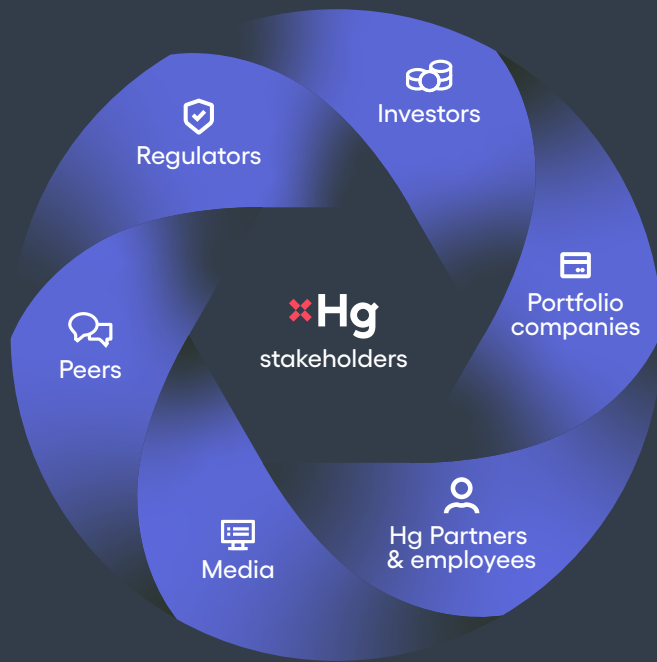 Investors
Regulators
Portfolio
companies
Hg
stakeholders
Peers
Hg Partners
& employees
Media